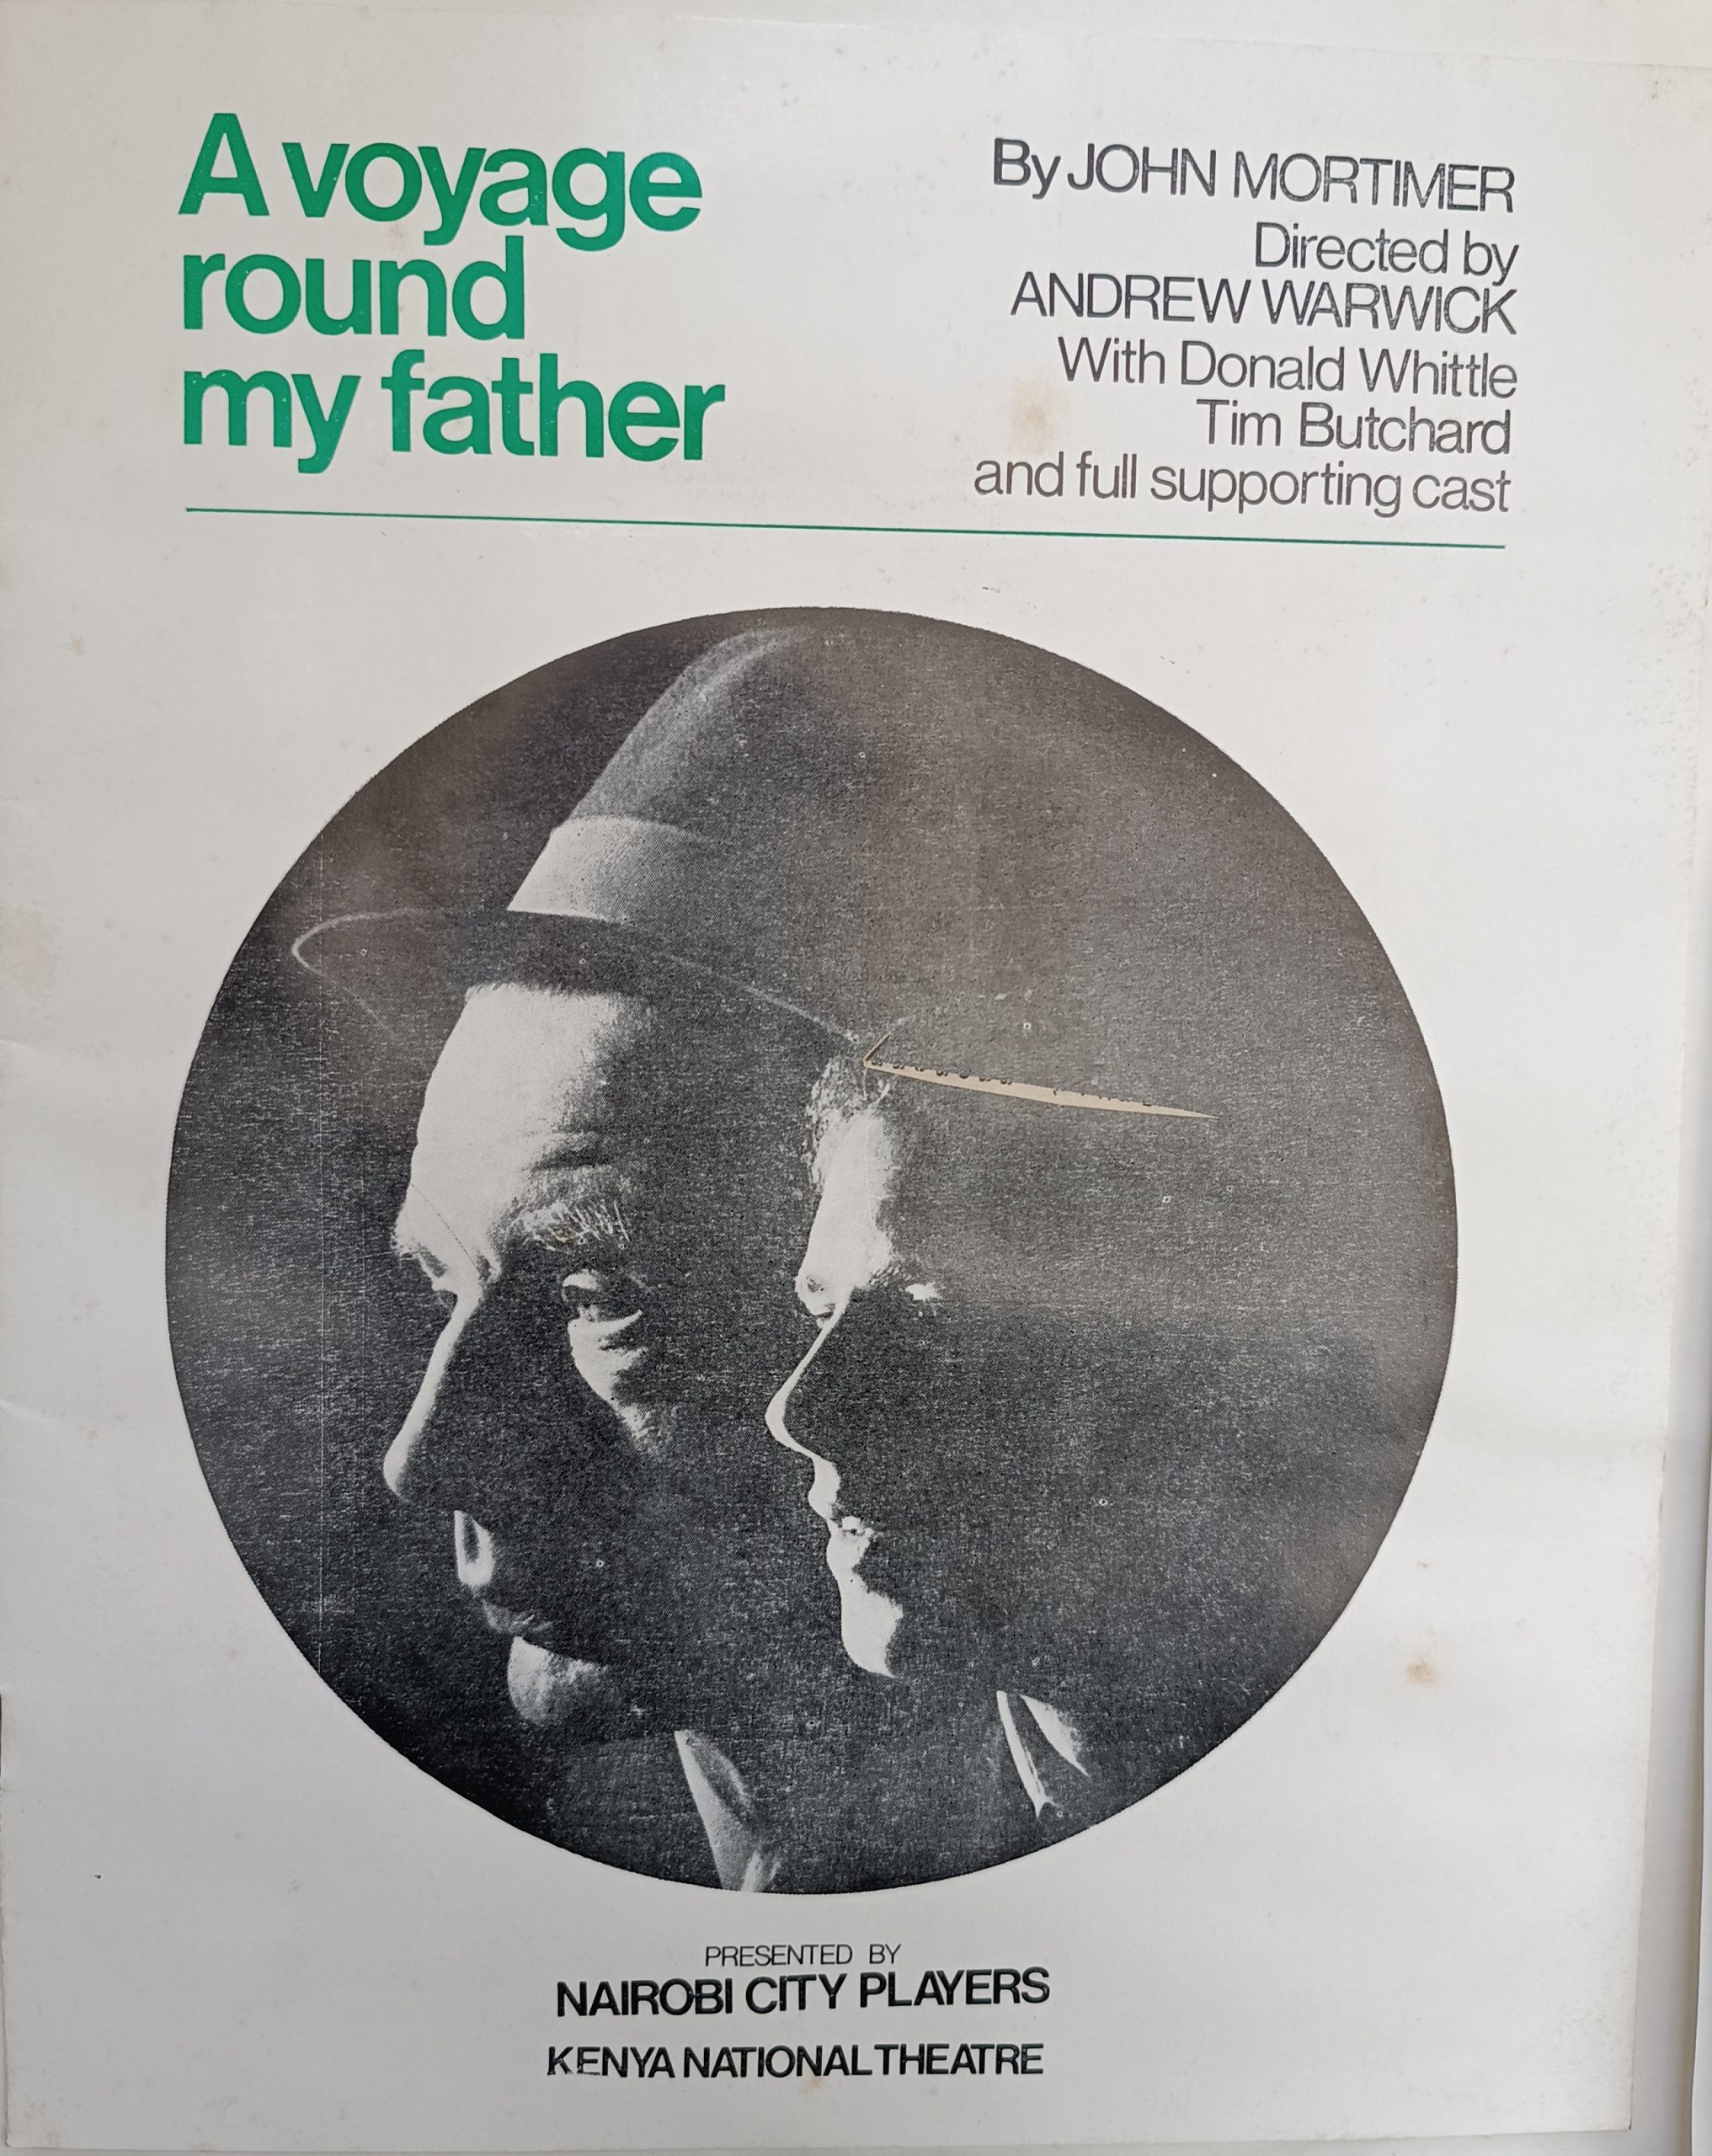 A voyage
round
my father
By JOHN MORTIMER
Directed by
ANDREW WARWICK
With Donald Whittle
Tim Butchard
and full supporting cast
PRESENTED BY
NAIROBI CITY PLAYERS
KENYA NATIONAL THEATRE